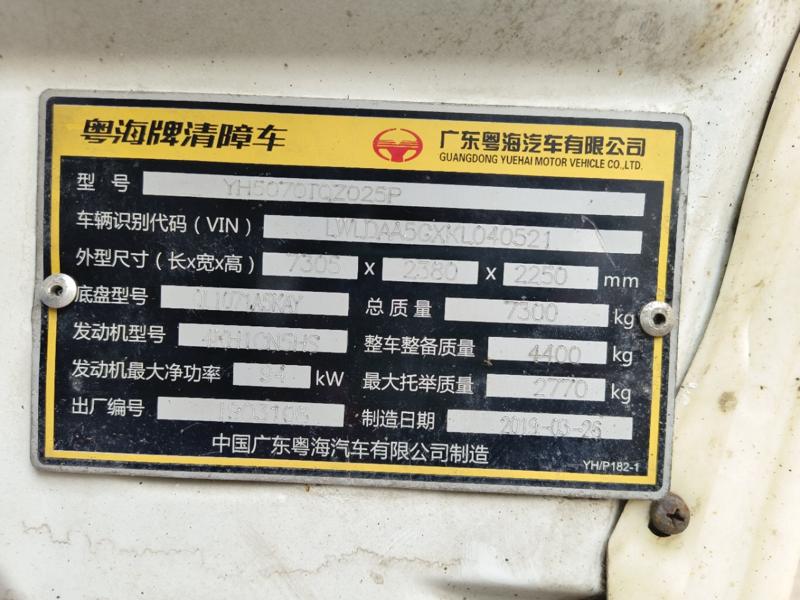 粤海牌清障车
广东粤海汽车有限公司
GUANGDONG YUEHAI MOTOR VEHICLE CO.,LTD.
型 号 YH5070TQZ025P
车辆识别代码（VIN） LWLDAA5GXKL040521
外型尺寸（长x宽x高） 7305 x 2380 x 2250 mm
底盘型号 QL1071A5KAY 总 质 量 7300 kg
发动机型号 整车整备质量 4400 kg
发动机最大净功率 94 kW 最大托举质量 2770 kg
出厂编号 制造日期 2019-03-26
中国广东粤海汽车有限公司制造
YH/P182-1